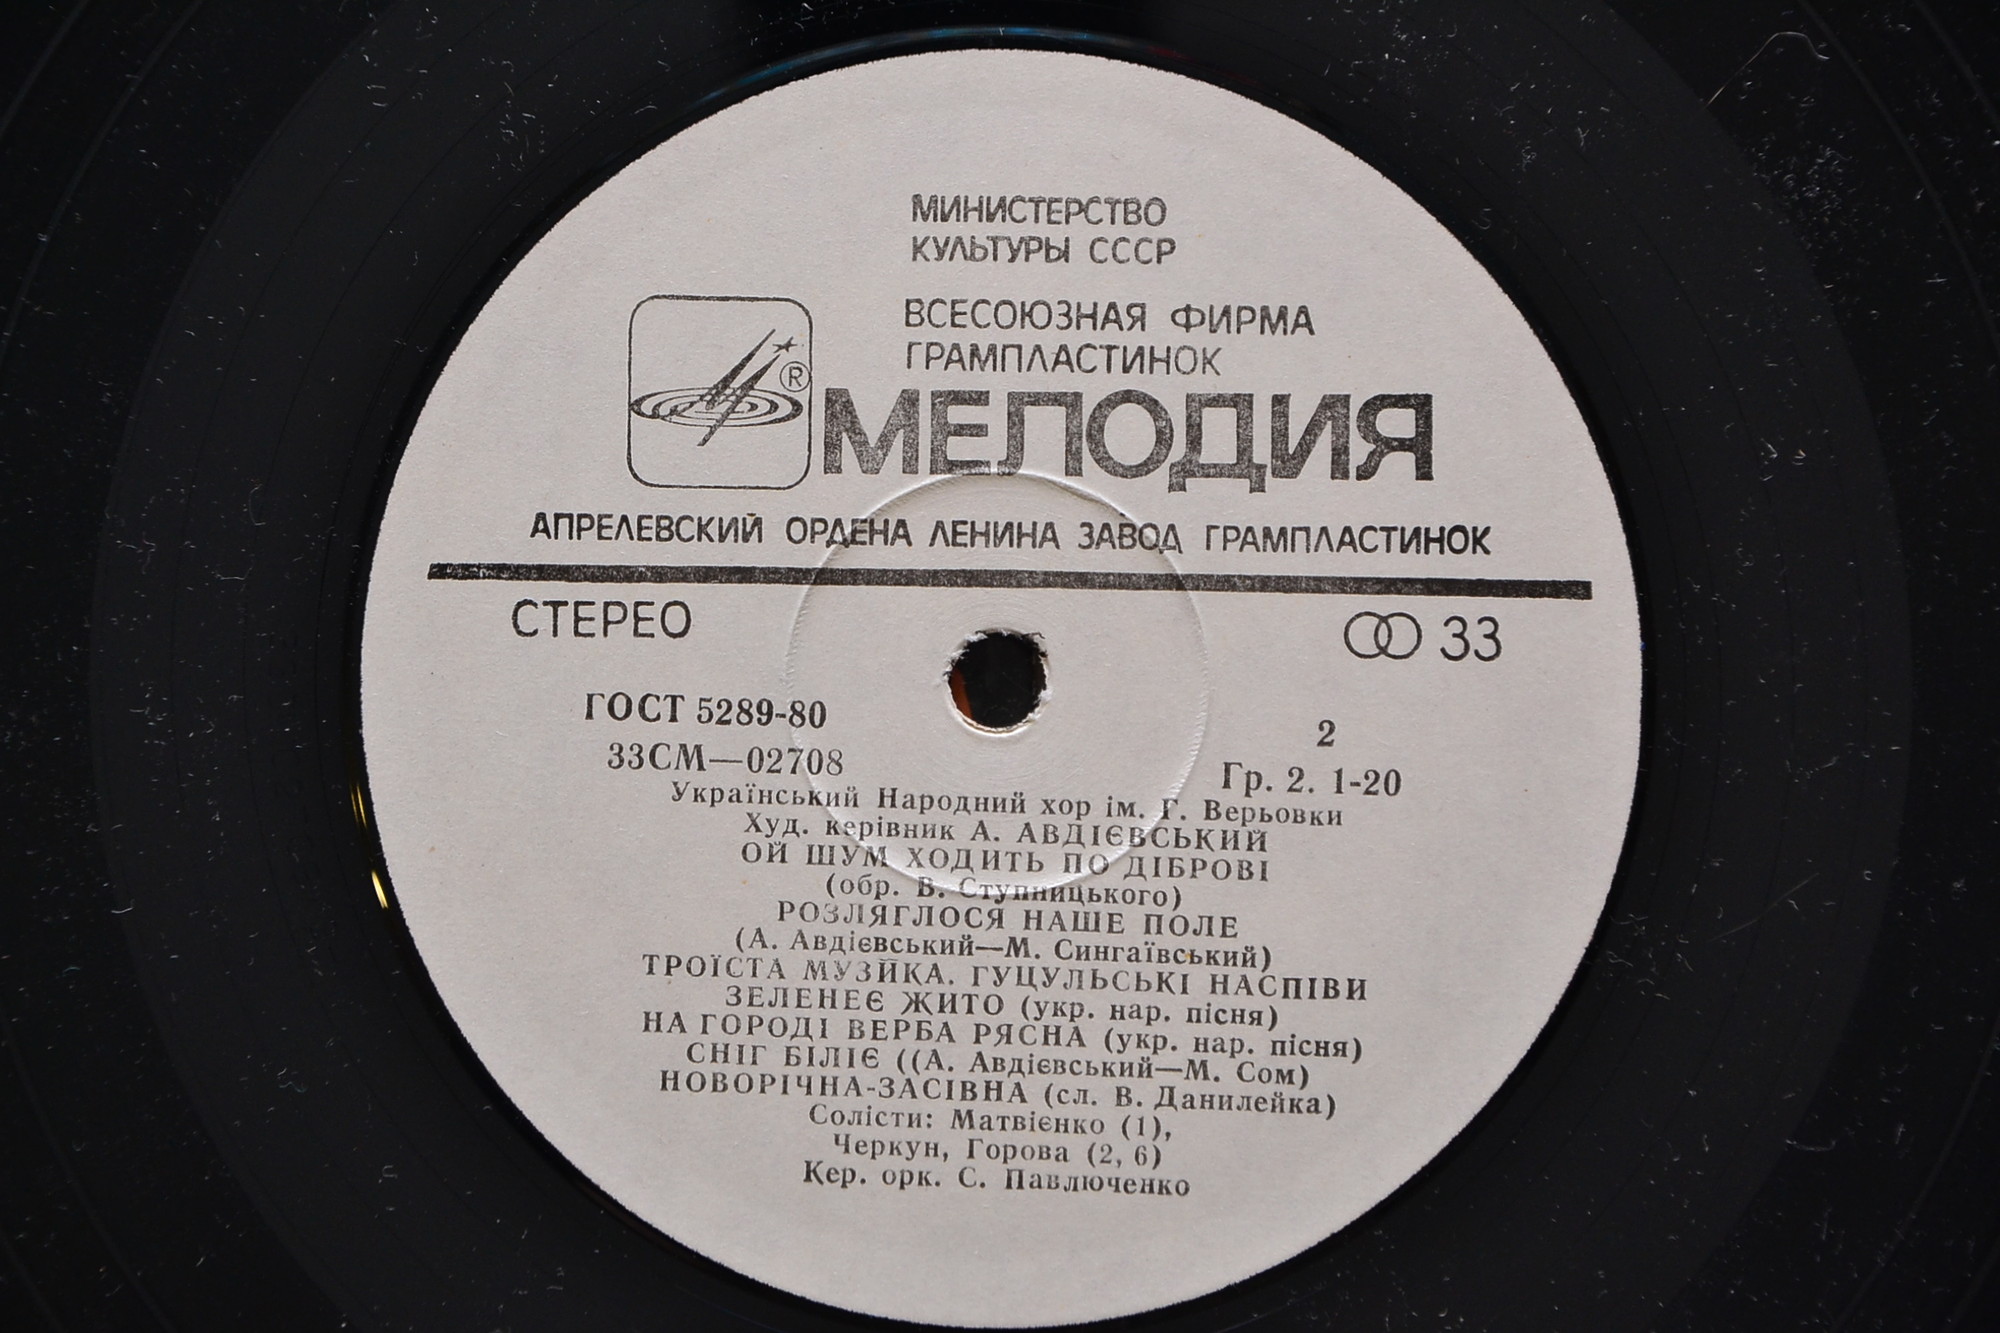 МИНИСТЕРСТВО
КУЛЬТУРЫ СССР
ВСЕСОЮЗНАЯ ФИРМА
ГРАМПЛАСТИНОК
®
МЕЛОДИЯ
АПРЕЛЕВСКИЙ ОРДЕНА ЛЕНИНА ЗАВОД ГРАМПЛАСТИНОК
СТЕРЕО
33
ГОСТ 5289-80
2
33СМ—02708
Гр. 2. 1-20
Український Народний хор ім. Г. Верьовки
Худ. керівник А. АВДІЄВСЬКИЙ
ОЙ ШУМ ХОДИТЬ ПО ДІБРОВІ
(обр. В. Ступницького)
РОЗЛЯГЛОСЯ НАШЕ ПОЛЕ
(А. Авдієвський—М. Сингаївський)
ТРОЇСТА МУЗЙКА. ГУЦУЛЬСЬКІ НАСПІВИ
ЗЕЛЕНЕЄ ЖИТО (укр. нар. пісня)
НА ГОРОДІ ВЕРБА РЯСНА (укр. нар. пісня)
СНІГ БІЛІЄ ((А. Авдієвський—М. Сом)
НОВОРІЧНА-ЗАСІВНА (сл. В. Данилейка)
Солісти: Матвієнко (1),
Черкун, Горова (2, 6)
Кер. орк. С. Павлюченко